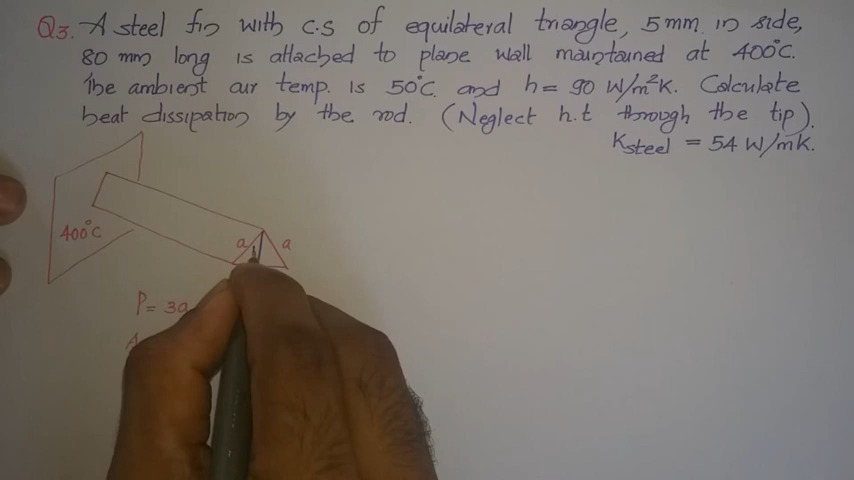 Q3. A steel fin with c.s of equilateral triangle, 5mm in side,
80 mm long is attached to plane wall maintained at 400°C.
The ambient air temp. is 50°C and h = 90 W/m²K. Calculate
heat dissipation by the rod. (Neglect h.t through the tip).
Ksteel = 54 W/mK.
400°C
a a
P = 3a
A